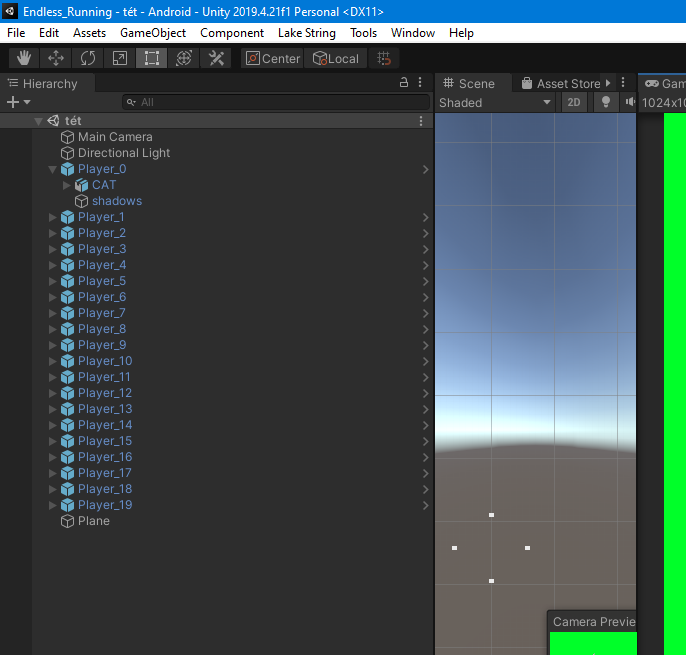 Endless_Running - tét - Android - Unity 2019.4.21f1 Personal <DX11>
File Edit Assets GameObject Component Lake String Tools Window Help
Center Local
Hierarchy
All
tét
Main Camera
Directional Light
Player_0
CAT
shadows
Player_1
Player_2
Player_3
Player_4
Player_5
Player_6
Player_7
Player_8
Player_9
Player_10
Player_11
Player_12
Player_13
Player_14
Player_15
Player_16
Player_17
Player_18
Player_19
Plane
Scene Asset Store Gam
Shaded 2D 1024x10
Camera Previe